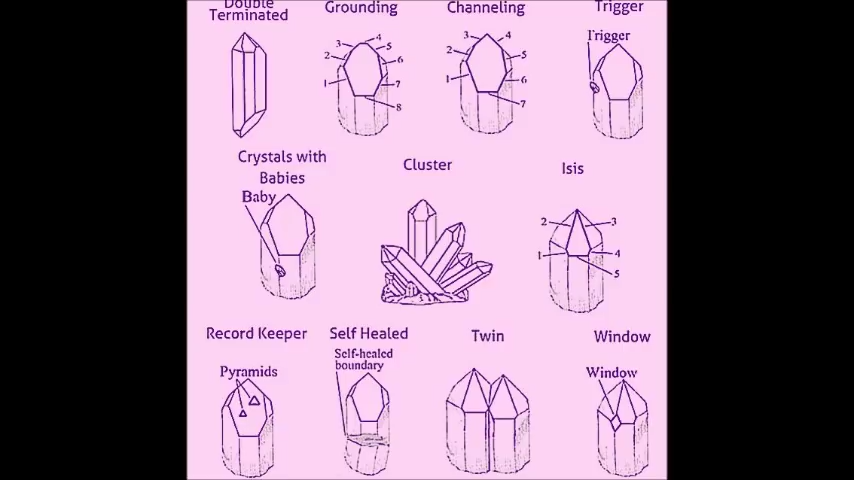 Double
Terminated
Grounding
Channeling
Trigger
3 4
2 5
6
1 7
8
3 4
2 5
1 6
7
Trigger
Crystals with
Babies
Baby
Cluster
Isis
2 3
1 4
5
Record Keeper
Pyramids
Self Healed
Self-healed
boundary
Twin
Window
Window